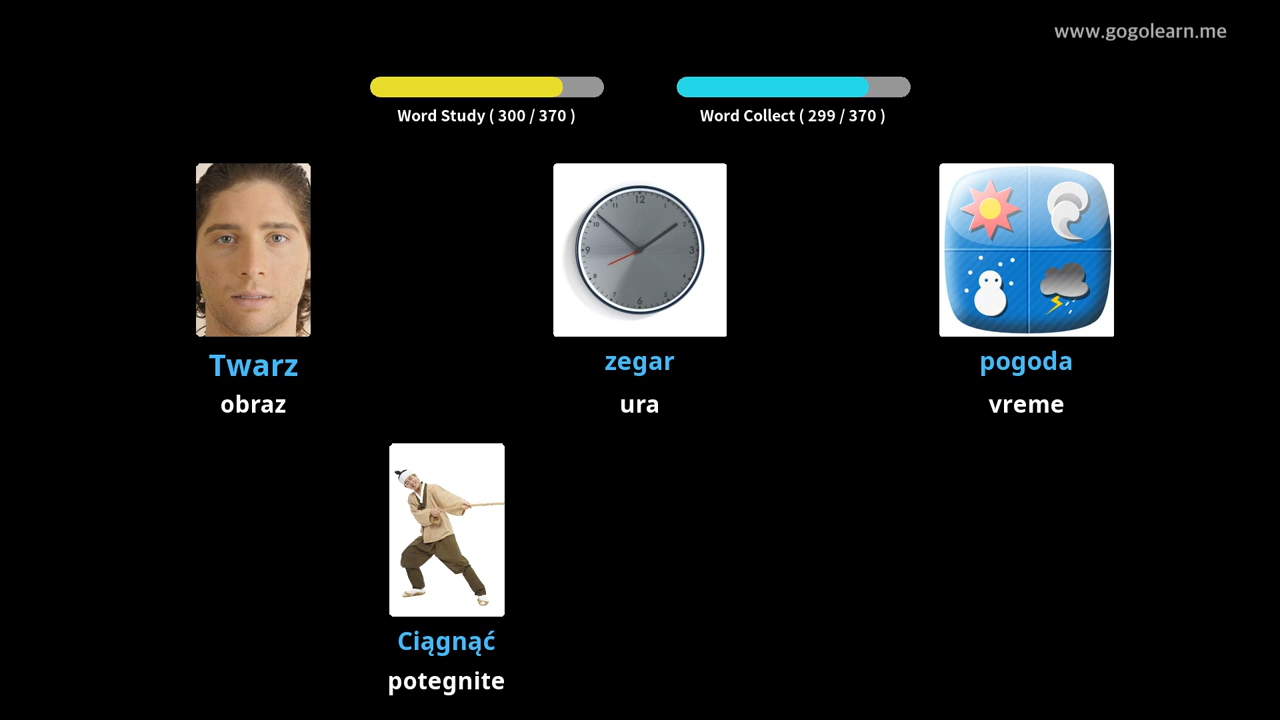 www.gogolearn.me
Word Study ( 300 / 370 )
Word Collect ( 299 / 370 )
Twarz
obraz
zegar
ura
pogoda
vreme
Ciągnąć
potegnite